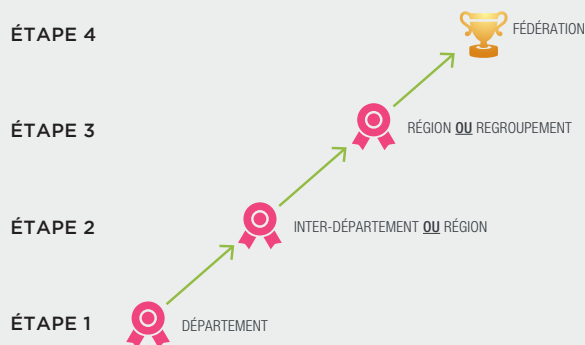 ÉTAPE 4
FÉDÉRATION
ÉTAPE 3
RÉGION OU REGROUPEMENT
ÉTAPE 2
INTER-DÉPARTEMENT OU RÉGION
ÉTAPE 1
DÉPARTEMENT